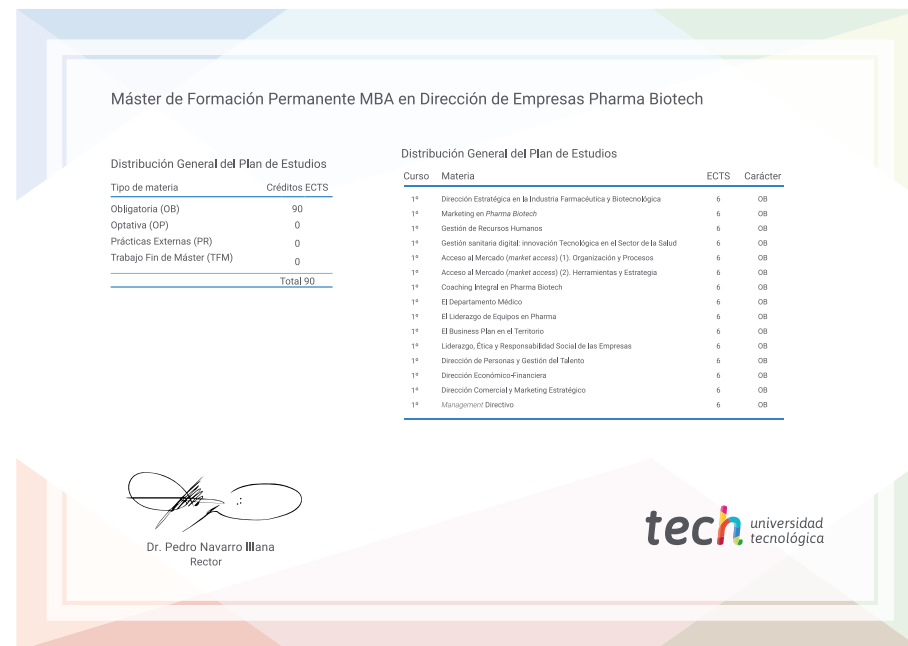 Máster de Formación Permanente MBA en Dirección de Empresas Pharma Biotech
Distribución General del Plan de Estudios
Tipo de materia Créditos ECTS
Obligatoria (OB) 90
Optativa (OP) 0
Prácticas Externas (PR) 0
Trabajo Fin de Máster (TFM) 0
Total 90
Distribución General del Plan de Estudios
Curso Materia ECTS Carácter
1º Dirección Estratégica en la Industria Farmacéutica y Biotecnológica 6 OB
1º Marketing en Pharma Biotech 6 OB
1º Gestión de Recursos Humanos 6 OB
1º Gestión sanitaria digital: innovación Tecnológica en el Sector de la Salud 6 OB
1º Acceso al Mercado (market access) (1). Organización y Procesos 6 OB
1º Acceso al Mercado (market access) (2). Herramientas y Estrategia 6 OB
1º Coaching Integral en Pharma Biotech 6 OB
1º El Departamento Médico 6 OB
1º El Liderazgo de Equipos en Pharma 6 OB
1º El Business Plan en el Territorio 6 OB
1º Liderazgo, Ética y Responsabilidad Social de las Empresas 6 OB
1º Dirección de Personas y Gestión del Talento 6 OB
1º Dirección Económico-Financiera 6 OB
1º Dirección Comercial y Marketing Estratégico 6 OB
1º Management Directivo 6 OB
Dr. Pedro Navarro Illana
Rector
tech universidad
tecnológica